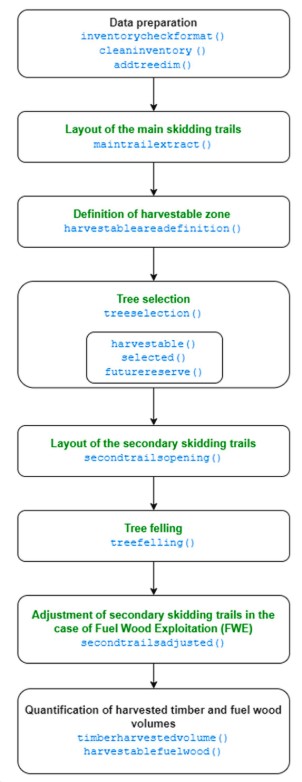 Data preparation
inventorycheckformat()
cleaninventory ()
addtreedim()
Layout of the main skidding trails
maintrailextract()
Definition of harvestable zone
harvestableareadefinition()
Tree selection
treeselection()
harvestable()
selected()
futurereserve()
Layout of the secondary skidding trails
secondtrailsopening()
Tree felling
treefelling()
Adjustment of secondary skidding trails in the
case of Fuel Wood Exploitation (FWE)
secondtrailsadjusted()
Quantification of harvested timber and fuel wood
volumes
timberharvestedvolume()
harvestablefuelwood()